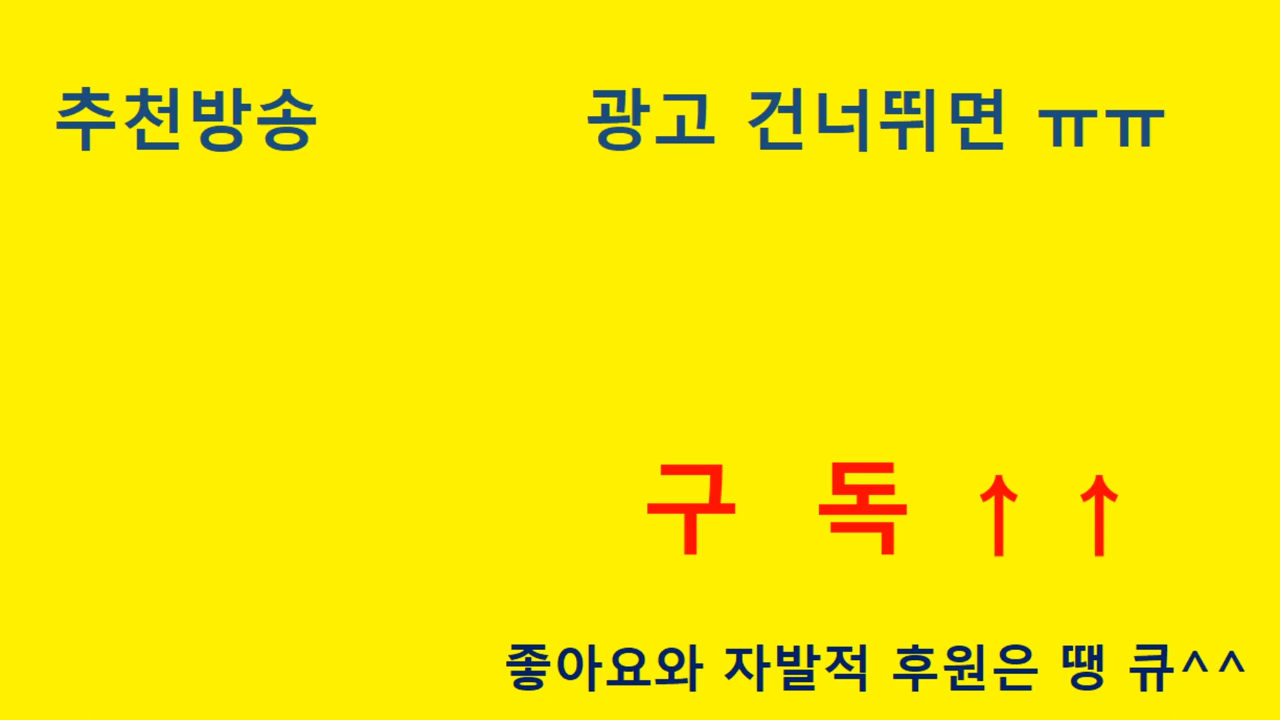 추천방송 광고 건너뛰면 ㅠㅠ
구 독 ↑ ↑
좋아요와 자발적 후원은 땡 큐^^